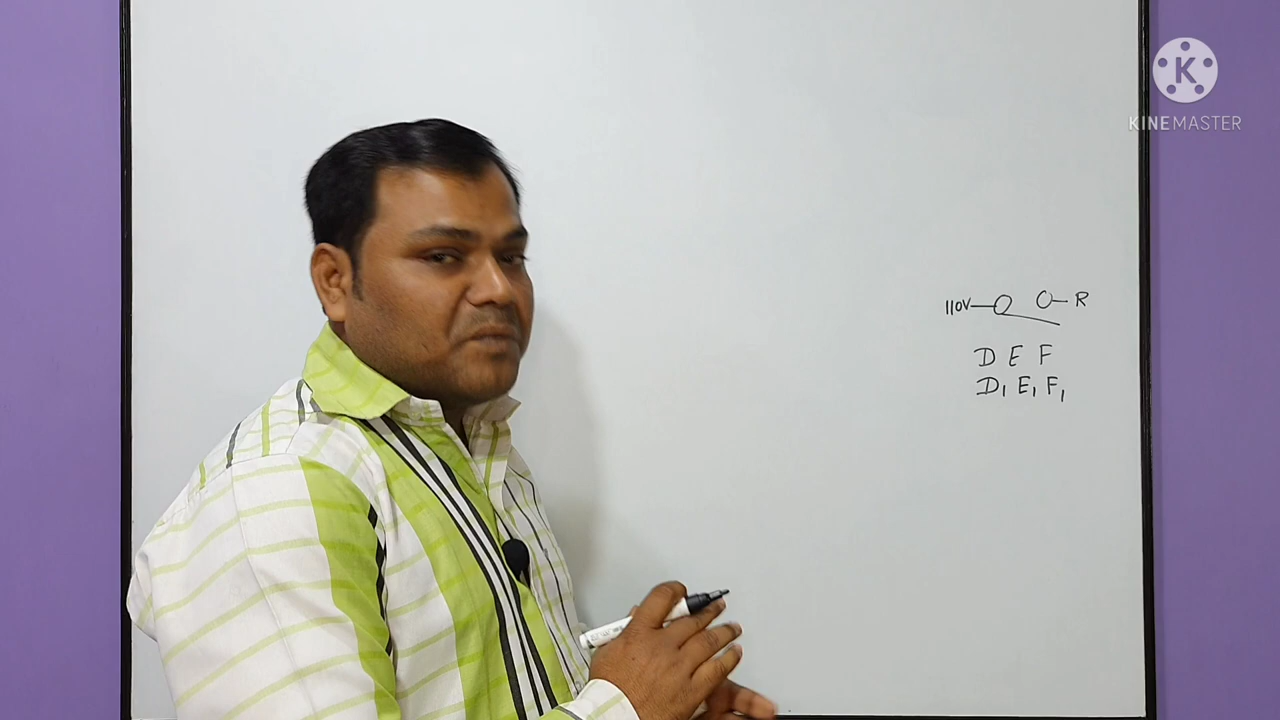 K
KINEMASTER
110V R
D E F
D₁ E₁ F₁